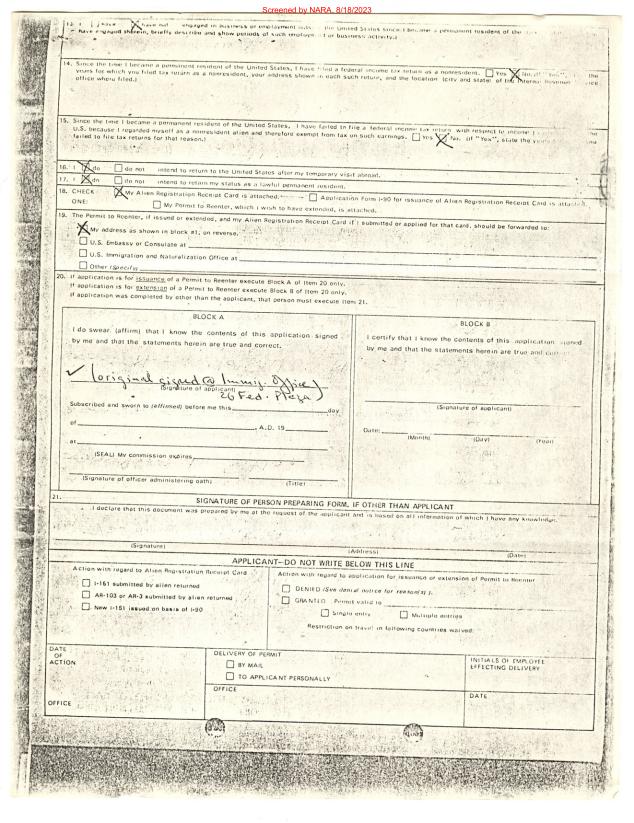 Screened by NARA, 8/18/2023
13. I have have not engaged in business or employment the United States since I became a permanent resident of the
have engaged therein, briefly describe and show periods of such or business activity.)
14. Since the time I became a permanent resident of the United States, I have filed a federal income tax return as a nonresident. Yes No. If "Yes", the
years for which you filed tax return as a nonresident, your address shown in each such return, and the location (city and state) of the Internal Revenue
office where filed.)
15. Since the time I became a permanent resident of the United States, I have failed to file a federal income tax return with respect to income
U.S. because I regarded myself as a nonresident alien and therefore exempt from tax on such earnings. Yes No. If "Yes", state the years
failed to file tax returns for that reason.)
16. I do do not intend to return to the United States after my temporary visit abroad.
17. I do do not intend to retain my status as a lawful permanent resident.
18. CHECK My Alien Registration Receipt Card is attached. Application Form I-90 for issuance of Alien Registration Receipt Card is attached.
ONE: My Permit to Reenter, which I wish to have extended, is attached.
19. The Permit to Reenter, if issued or extended, and my Alien Registration Receipt Card if I submitted or applied for that card, should be forwarded to:
My address as shown in block #1, on reverse.
U.S. Embassy or Consulate at
U.S. Immigration and Naturalization Office at
Other (Specify)
20. If application is for issuance of a Permit to Reenter execute Block A of Item 20 only.
If application is for extension of a Permit to Reenter execute Block B of Item 20 only.
If application was completed by other than the applicant, that person must execute Item 21.
BLOCK A
I do swear (affirm) that I know the contents of this application signed
by me and that the statements herein are true and correct.
✓ (original signed @ Immig. Office)
(Signature of applicant)
26 Fed. Plaza
Subscribed and sworn to (affirmed) before me this day
of , A.D. 19
at
(SEAL) My commission expires
(Signature of officer administering oath) (Title)
BLOCK B
I certify that I know the contents of this application signed
by me and that the statements herein are true and
(Signature of applicant)
Date:
(Month) (Day) (Year)
21. SIGNATURE OF PERSON PREPARING FORM, IF OTHER THAN APPLICANT
I declare that this document was prepared by me at the request of the applicant and is based on all information of which I have any knowledge.
(Signature) (Address) (Date)
APPLICANT—DO NOT WRITE BELOW THIS LINE
Action with regard to Alien Registration Receipt Card
I-151 submitted by alien returned
AR-103 or AR-3 submitted by alien returned
New I-151 issued on basis of I-90
Action with regard to application for issuance or extension of Permit to Reenter
DENIED (See denial notice for reason(s).)
GRANTED Permit valid to
Single entry Multiple entries
Restriction on travel in following countries waived:
DATE
OF
ACTION
OFFICE
DELIVERY OF PERMIT
BY MAIL
TO APPLICANT PERSONALLY
OFFICE
INITIALS OF EMPLOYEE
EFFECTING DELIVERY
DATE